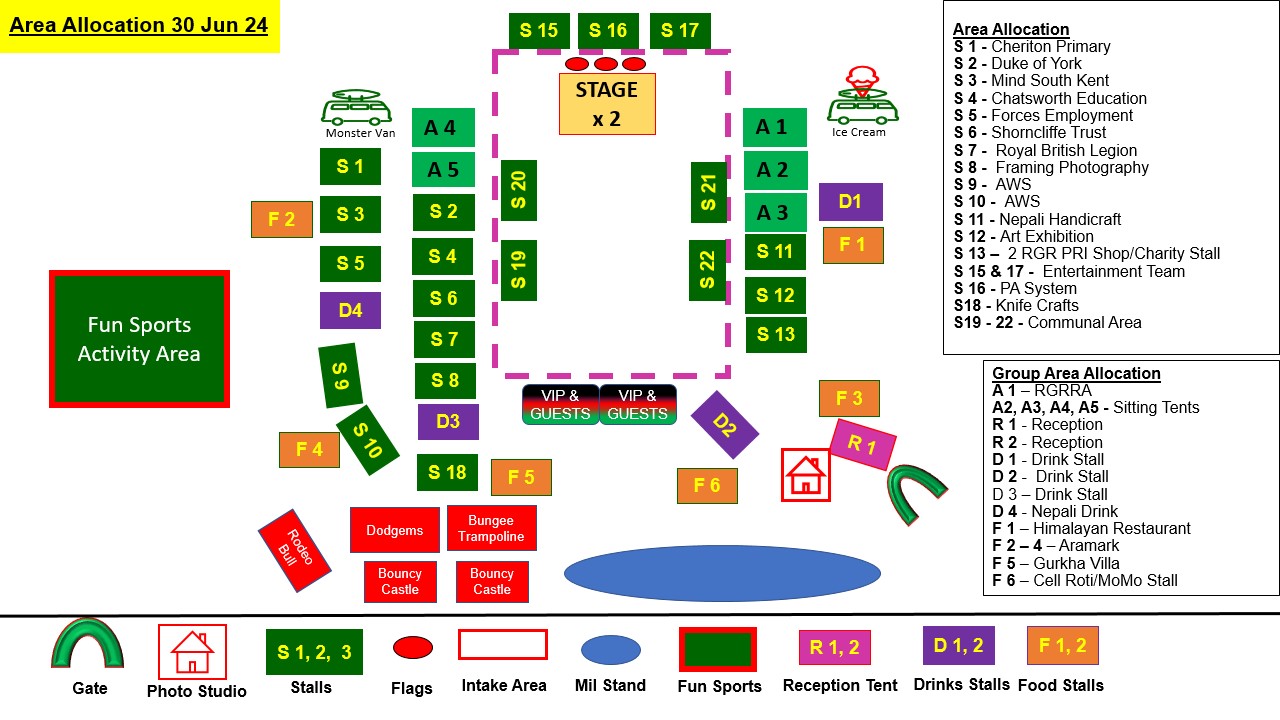 Area Allocation 30 Jun 24
S 15
S 16
S 17
STAGE
x 2
Monster Van
Ice Cream
A 4
A 5
A 1
A 2
A 3
S 1
S 3
S 5
D4
F 2
S 2
S 4
S 6
S 7
S 8
D3
S 18
S 20
S 19
S 21
S 22
S 11
S 12
S 13
D1
F 1
Fun Sports
Activity Area
S 9
S 10
F 4
F 5
VIP &
GUESTS
VIP &
GUESTS
D2
F 6
F 3
R 1
Rodeo
Bull
Dodgems
Bungee
Trampoline
Bouncy
Castle
Bouncy
Castle
Area Allocation
S 1 - Cheriton Primary
S 2 - Duke of York
S 3 - Mind South Kent
S 4 - Chatsworth Education
S 5 - Forces Employment
S 6 - Shorncliffe Trust
S 7 - Royal British Legion
S 8 - Framing Photography
S 9 - AWS
S 10 - AWS
S 11 - Nepali Handicraft
S 12 - Art Exhibition
S 13 – 2 RGR PRI Shop/Charity Stall
S 15 & 17 - Entertainment Team
S 16 - PA System
S18 - Knife Crafts
S19 - 22 - Communal Area
Group Area Allocation
A 1 – RGRRA
A2, A3, A4, A5 - Sitting Tents
R 1 - Reception
R 2 - Reception
D 1 - Drink Stall
D 2 - Drink Stall
D 3 – Drink Stall
D 4 - Nepali Drink
F 1 – Himalayan Restaurant
F 2 – 4 – Aramark
F 5 – Gurkha Villa
F 6 – Cell Roti/MoMo Stall
S 1, 2, 3
R 1, 2
D 1, 2
F 1, 2
Gate
Photo Studio
Stalls
Flags
Intake Area
Mil Stand
Fun Sports
Reception Tent
Drinks Stalls
Food Stalls